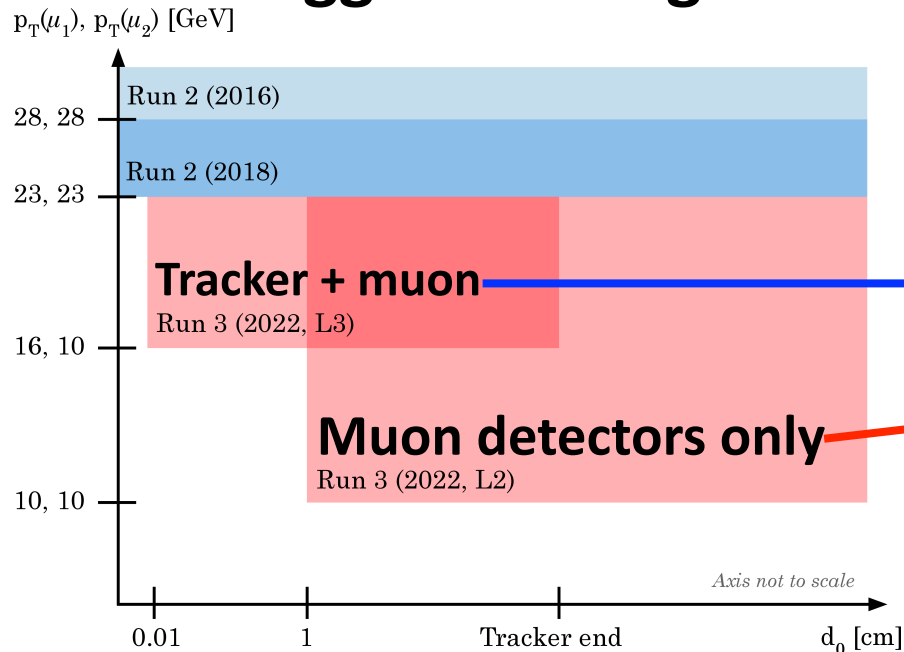 p_T(μ_1), p_T(μ_2) [GeV]
Run 2 (2016)
28, 28
Run 2 (2018)
23, 23
Tracker + muon
Run 3 (2022, L3)
16, 10
Muon detectors only
Run 3 (2022, L2)
10, 10
Axis not to scale
0.01 1 Tracker end d_0 [cm]